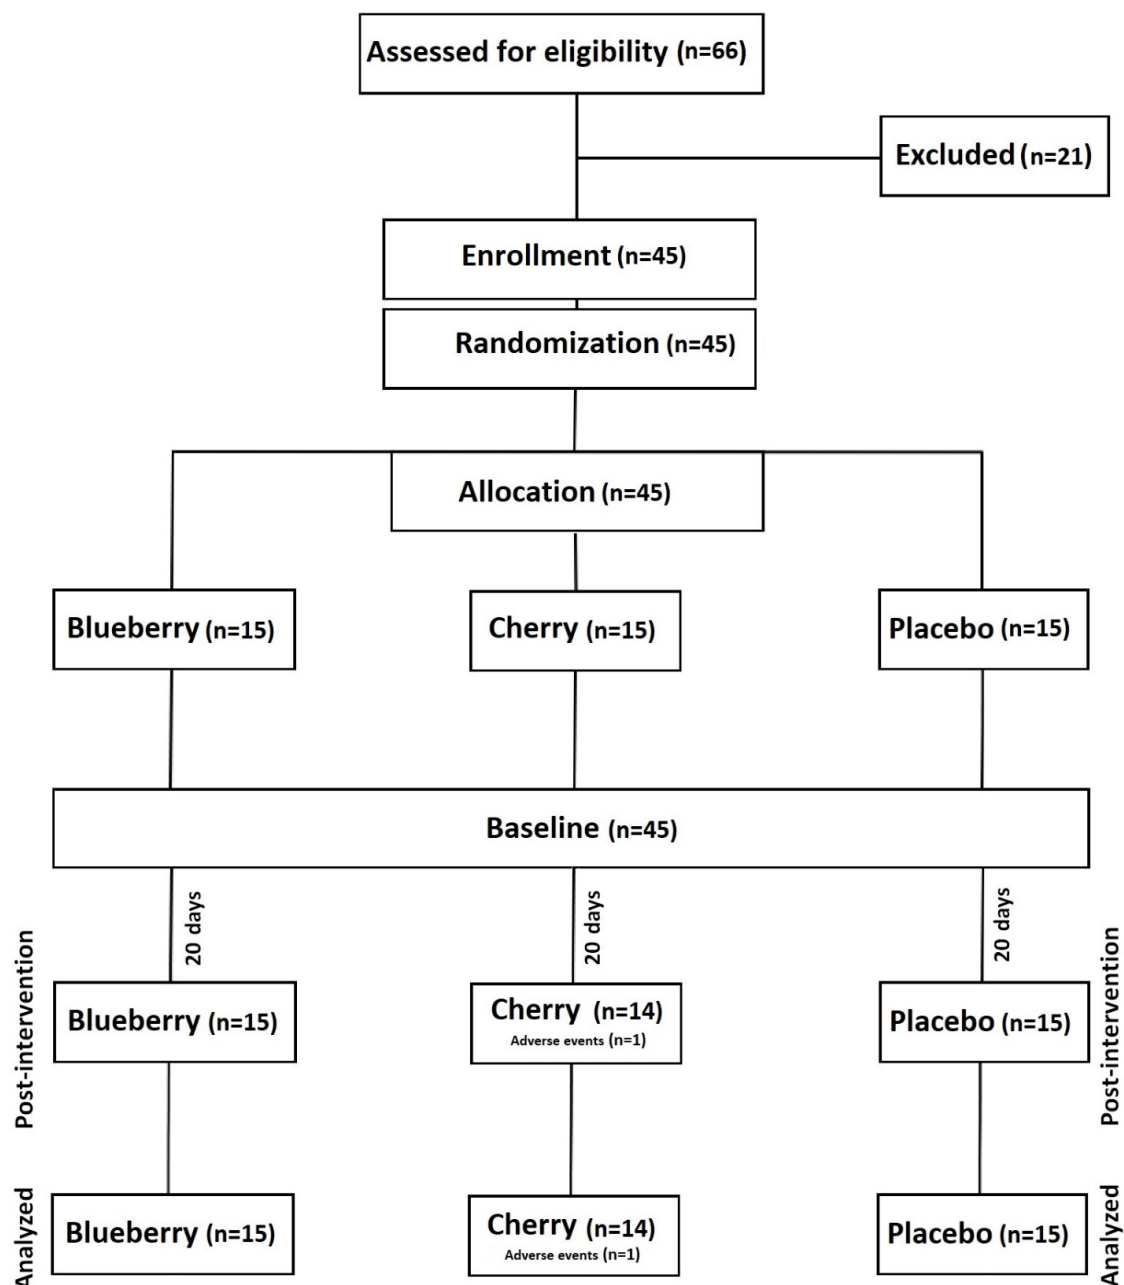 Assessed for eligibility (n=66)
Excluded (n=21)
Enrollment (n=45)
Randomization (n=45)
Allocation (n=45)
Blueberry (n=15)
Cherry (n=15)
Placebo (n=15)
Baseline (n=45)
20 days
20 days
20 days
Post-intervention
Blueberry (n=15)
Cherry (n=14)
Adverse events (n=1)
Placebo (n=15)
Post-intervention
Analyzed
Blueberry (n=15)
Cherry (n=14)
Adverse events (n=1)
Placebo (n=15)
Analyzed